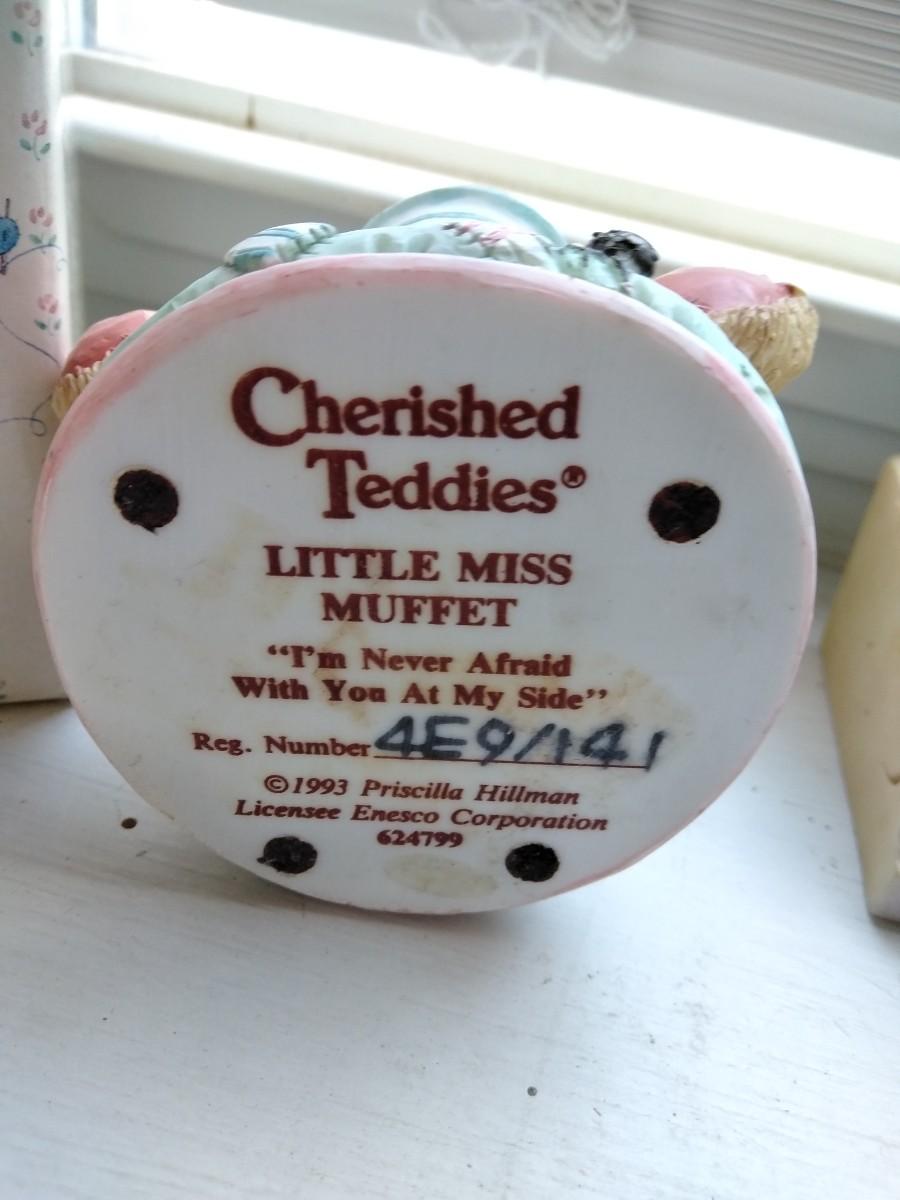 Cherished
Teddies®
LITTLE MISS
MUFFET
“I'm Never Afraid
With You At My Side”
Reg. Number 4E9/141
©1993 Priscilla Hillman
Licensee Enesco Corporation
624799